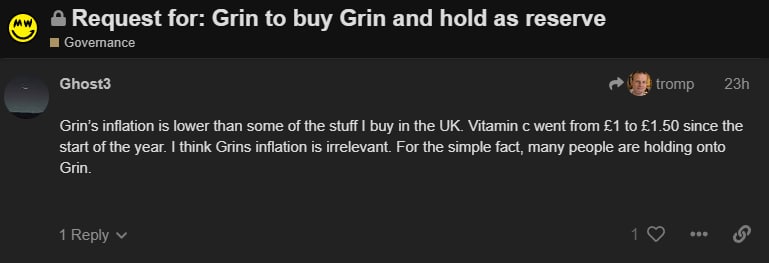 Request for: Grin to buy Grin and hold as reserve
Governance
Ghost3
tromp
23h
Grin's inflation is lower than some of the stuff I buy in the UK. Vitamin c went from £1 to £1.50 since the
start of the year. I think Grins inflation is irrelevant. For the simple fact, many people are holding onto
Grin.
1 Reply
1